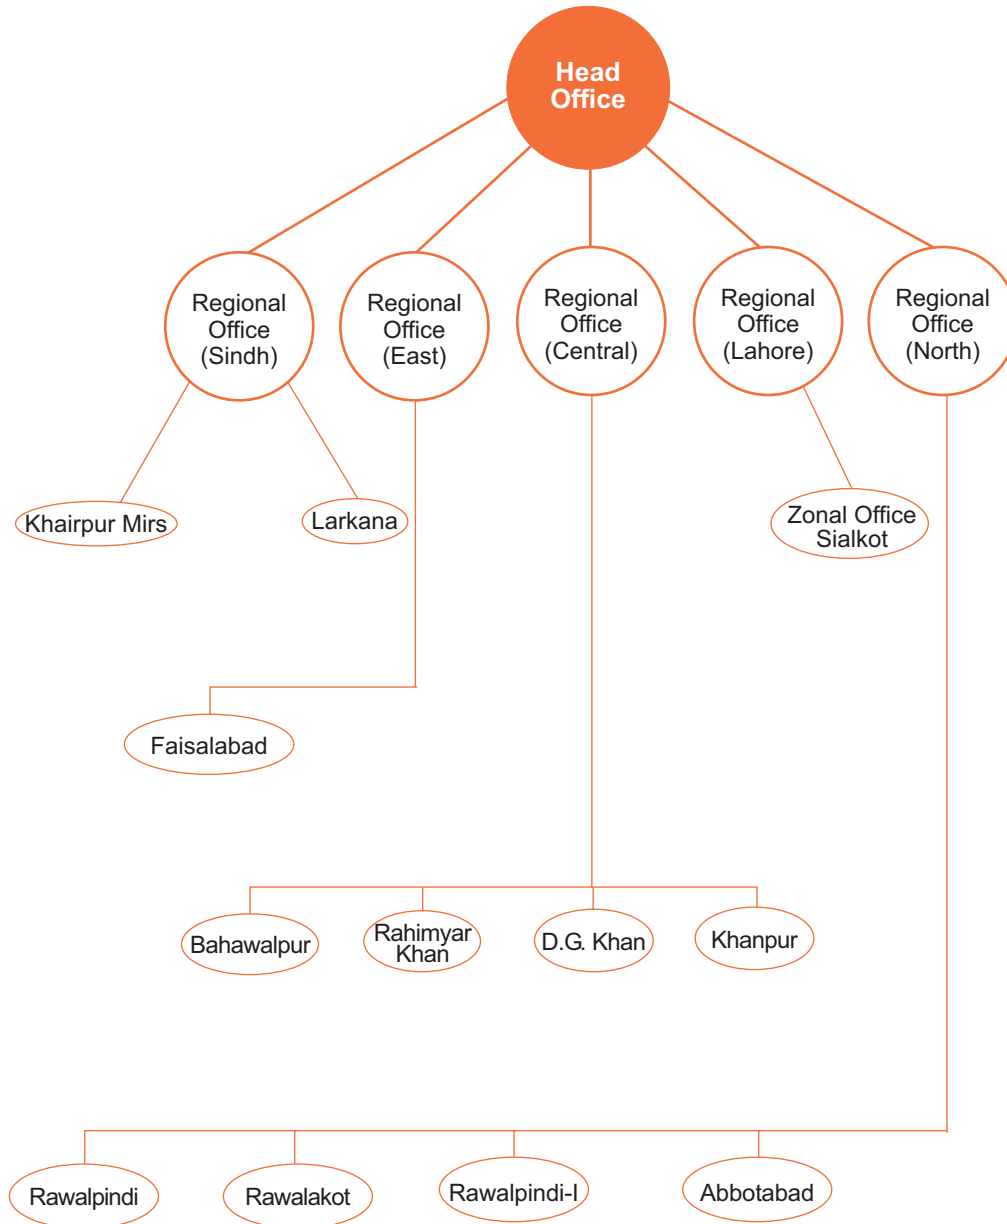 Head
Office
Regional
Office
(Sindh)
Regional
Office
(East)
Regional
Office
(Central)
Regional
Office
(Lahore)
Regional
Office
(North)
Khairpur Mirs
Larkana
Zonal Office
Sialkot
Faisalabad
Bahawalpur
Rahimyar
Khan
D.G. Khan
Khanpur
Rawalpindi
Rawalakot
Rawalpindi-I
Abbotabad